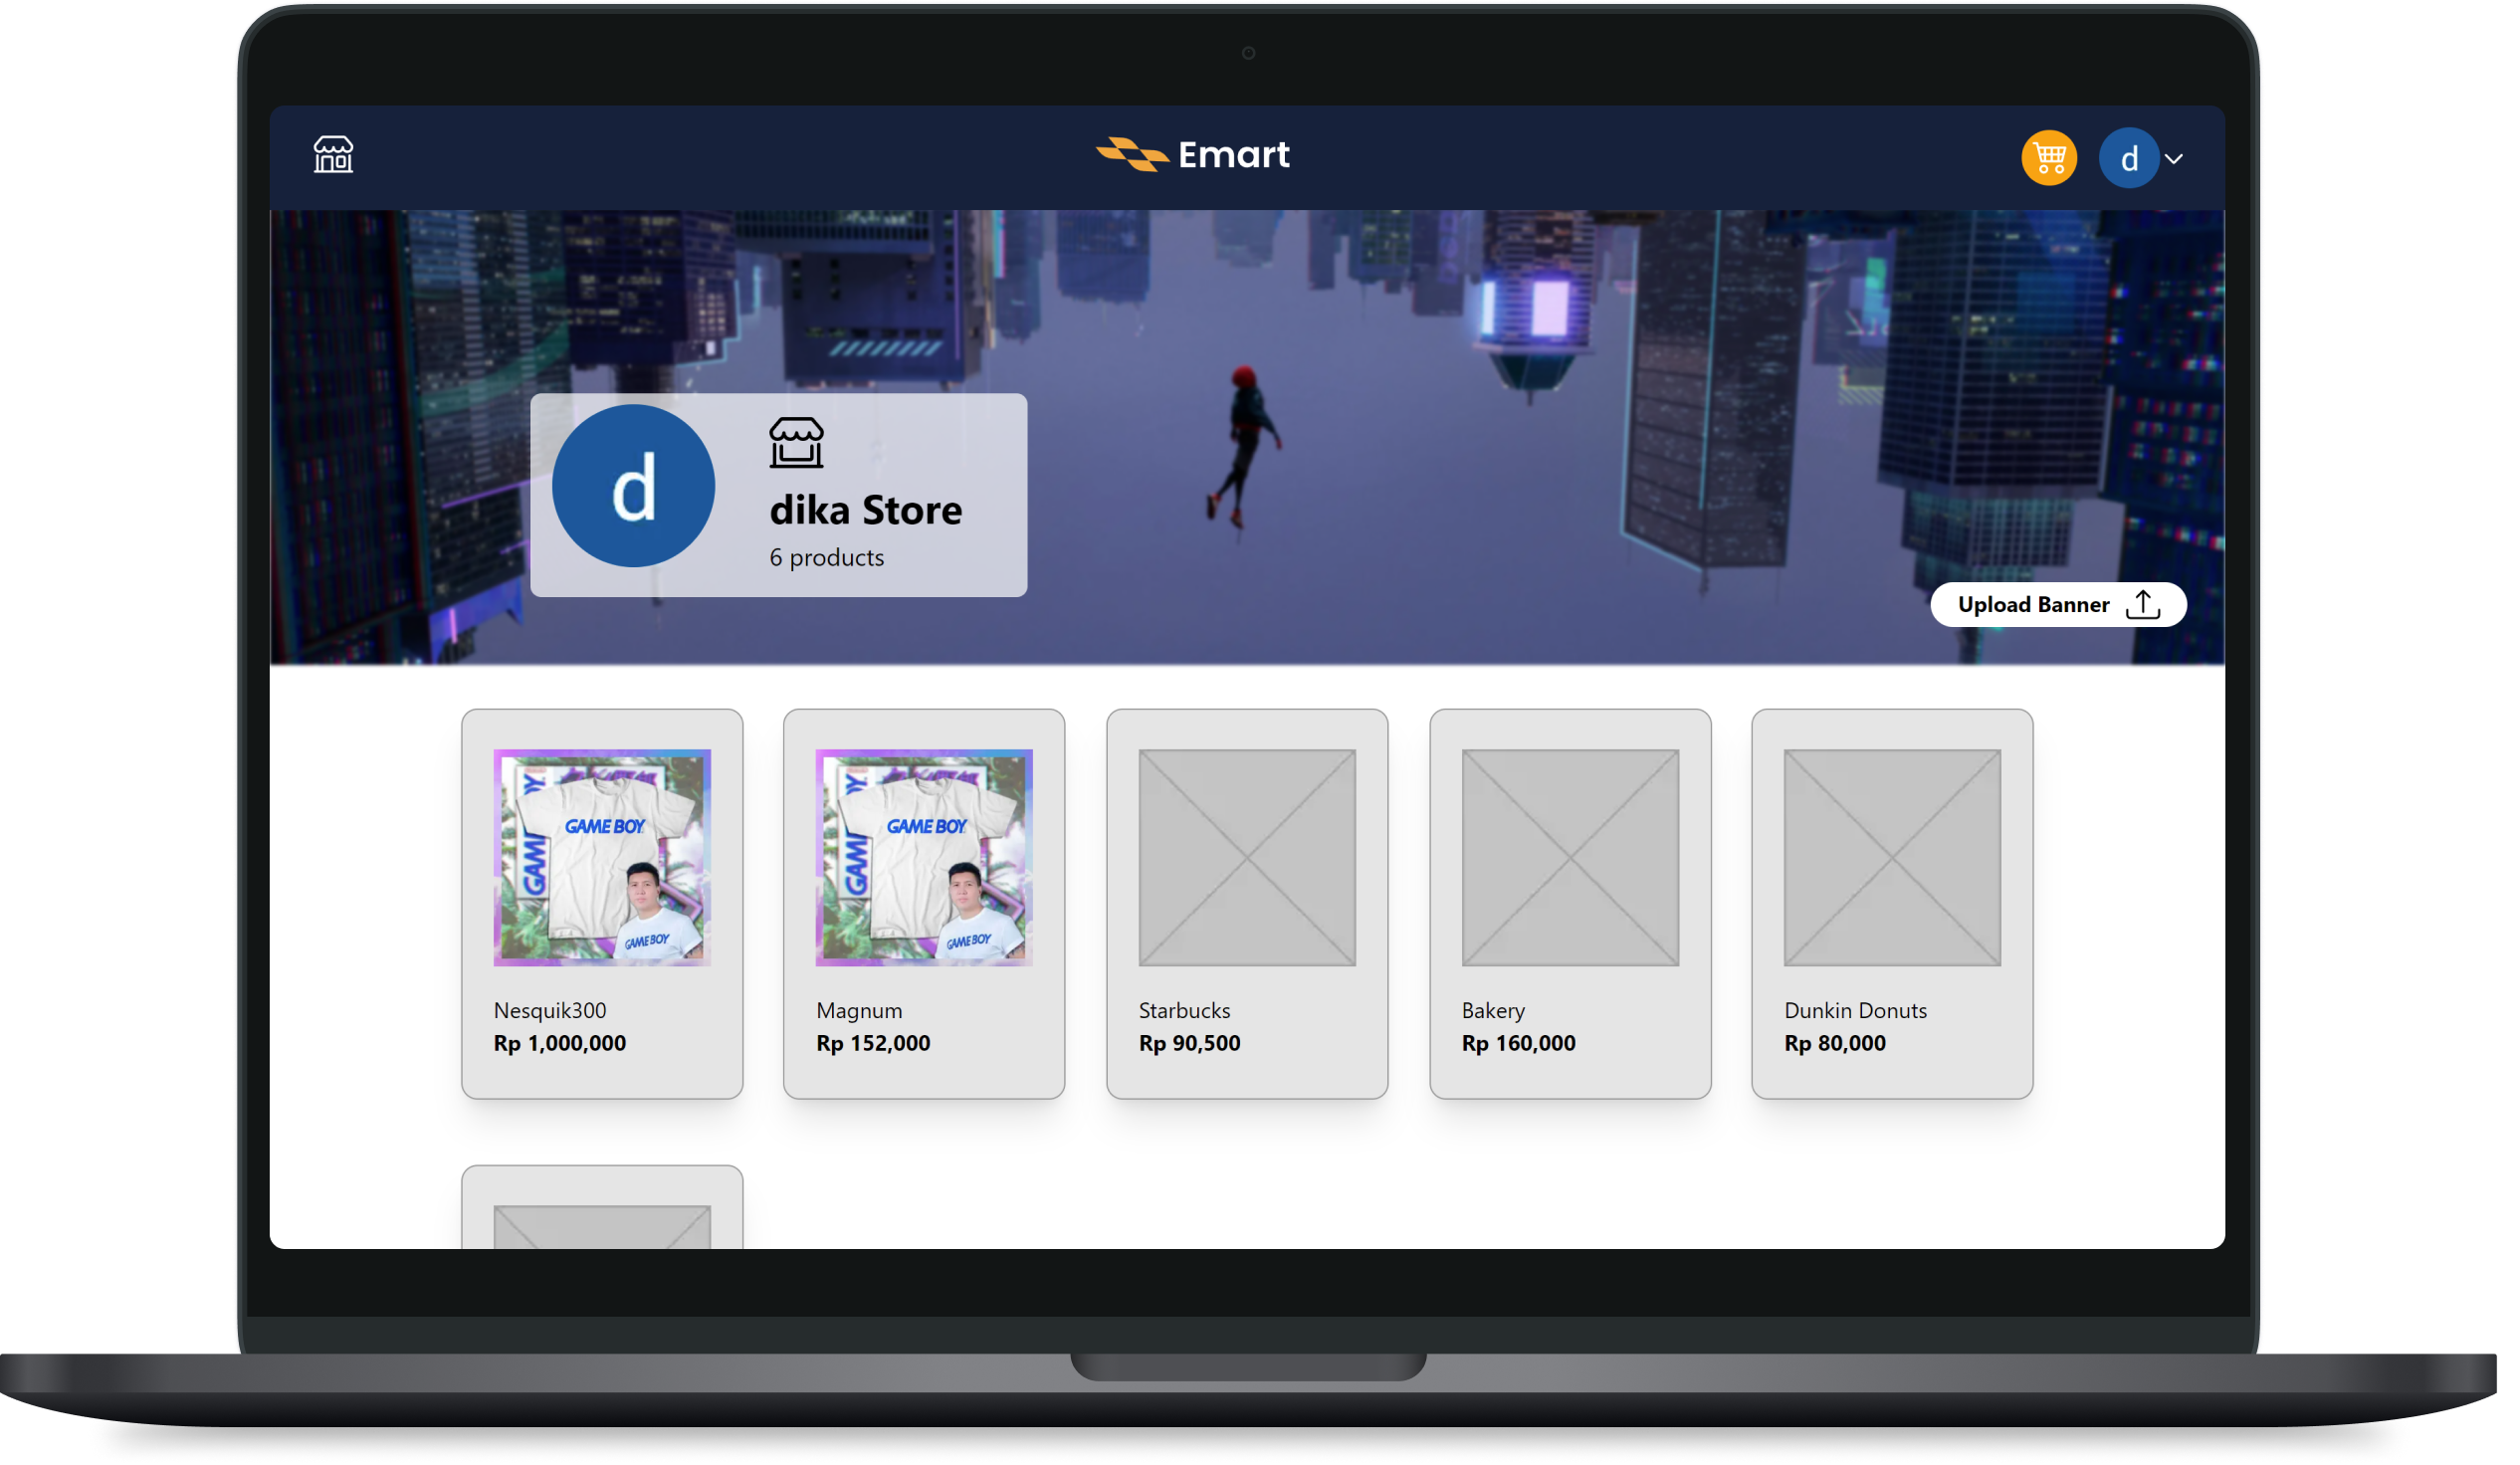 Emart
d
d
dika Store
6 products
Upload Banner
GAME BOY
GAME BOY
GAME BOY
GAME BOY
Nesquik300
Rp 1,000,000
Magnum
Rp 152,000
Starbucks
Rp 90,500
Bakery
Rp 160,000
Dunkin Donuts
Rp 80,000